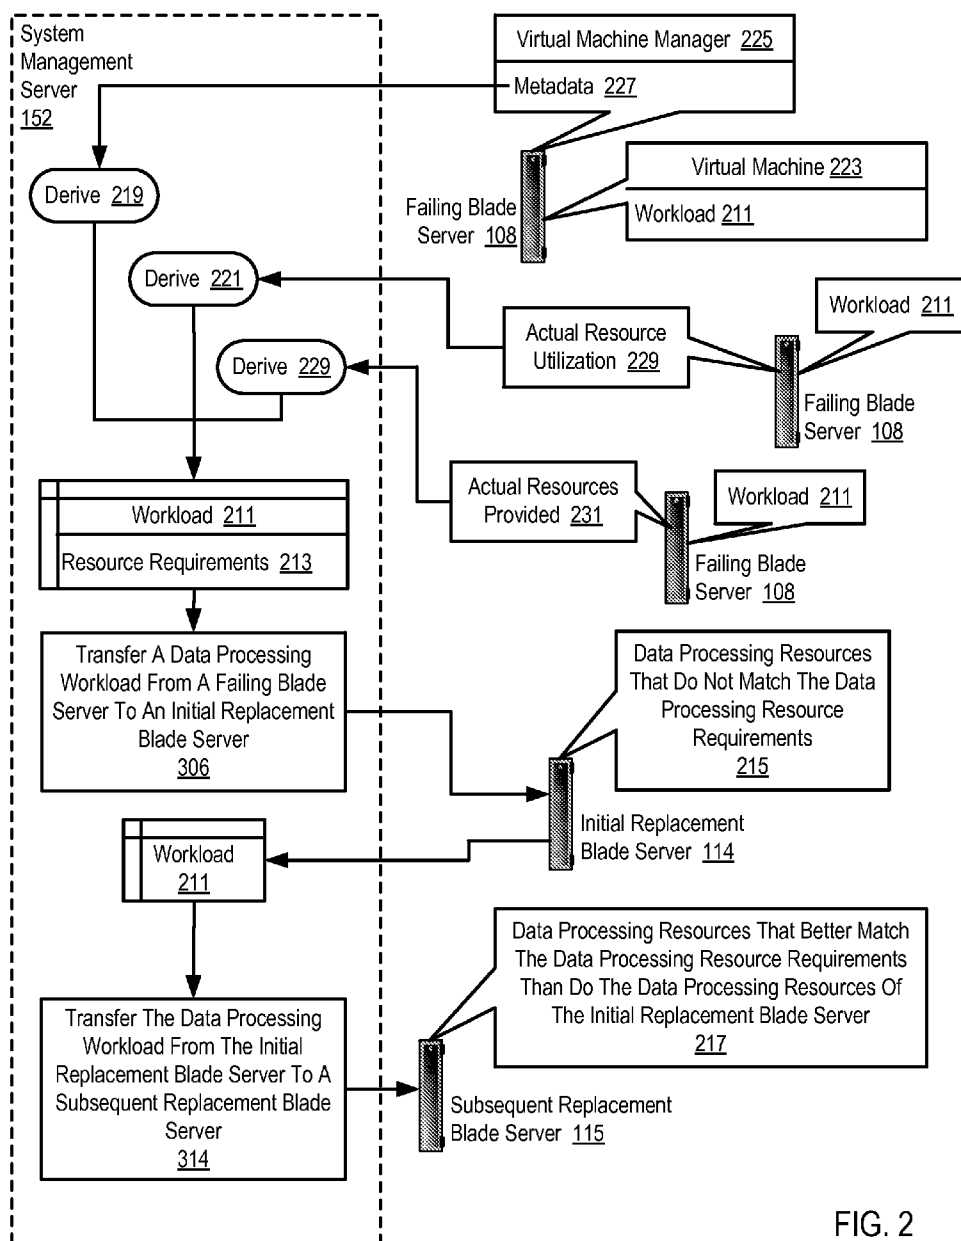 System
Management
Server
152
Virtual Machine Manager 225
Metadata 227
Derive 219
Failing Blade
Server 108
Virtual Machine 223
Workload 211
Derive 221
Actual Resource
Utilization 229
Workload 211
Failing Blade
Server 108
Derive 229
Actual Resources
Provided 231
Workload 211
Failing Blade
Server 108
Workload 211
Resource Requirements 213
Transfer A Data Processing
Workload From A Failing Blade
Server To An Initial Replacement
Blade Server
306
Data Processing Resources
That Do Not Match The Data
Processing Resource
Requirements
215
Initial Replacement
Blade Server 114
Workload
211
Data Processing Resources That Better Match
The Data Processing Resource Requirements
Than Do The Data Processing Resources Of
The Initial Replacement Blade Server
217
Transfer The Data Processing
Workload From The Initial
Replacement Blade Server To A
Subsequent Replacement Blade
Server
314
Subsequent Replacement
Blade Server 115
FIG. 2